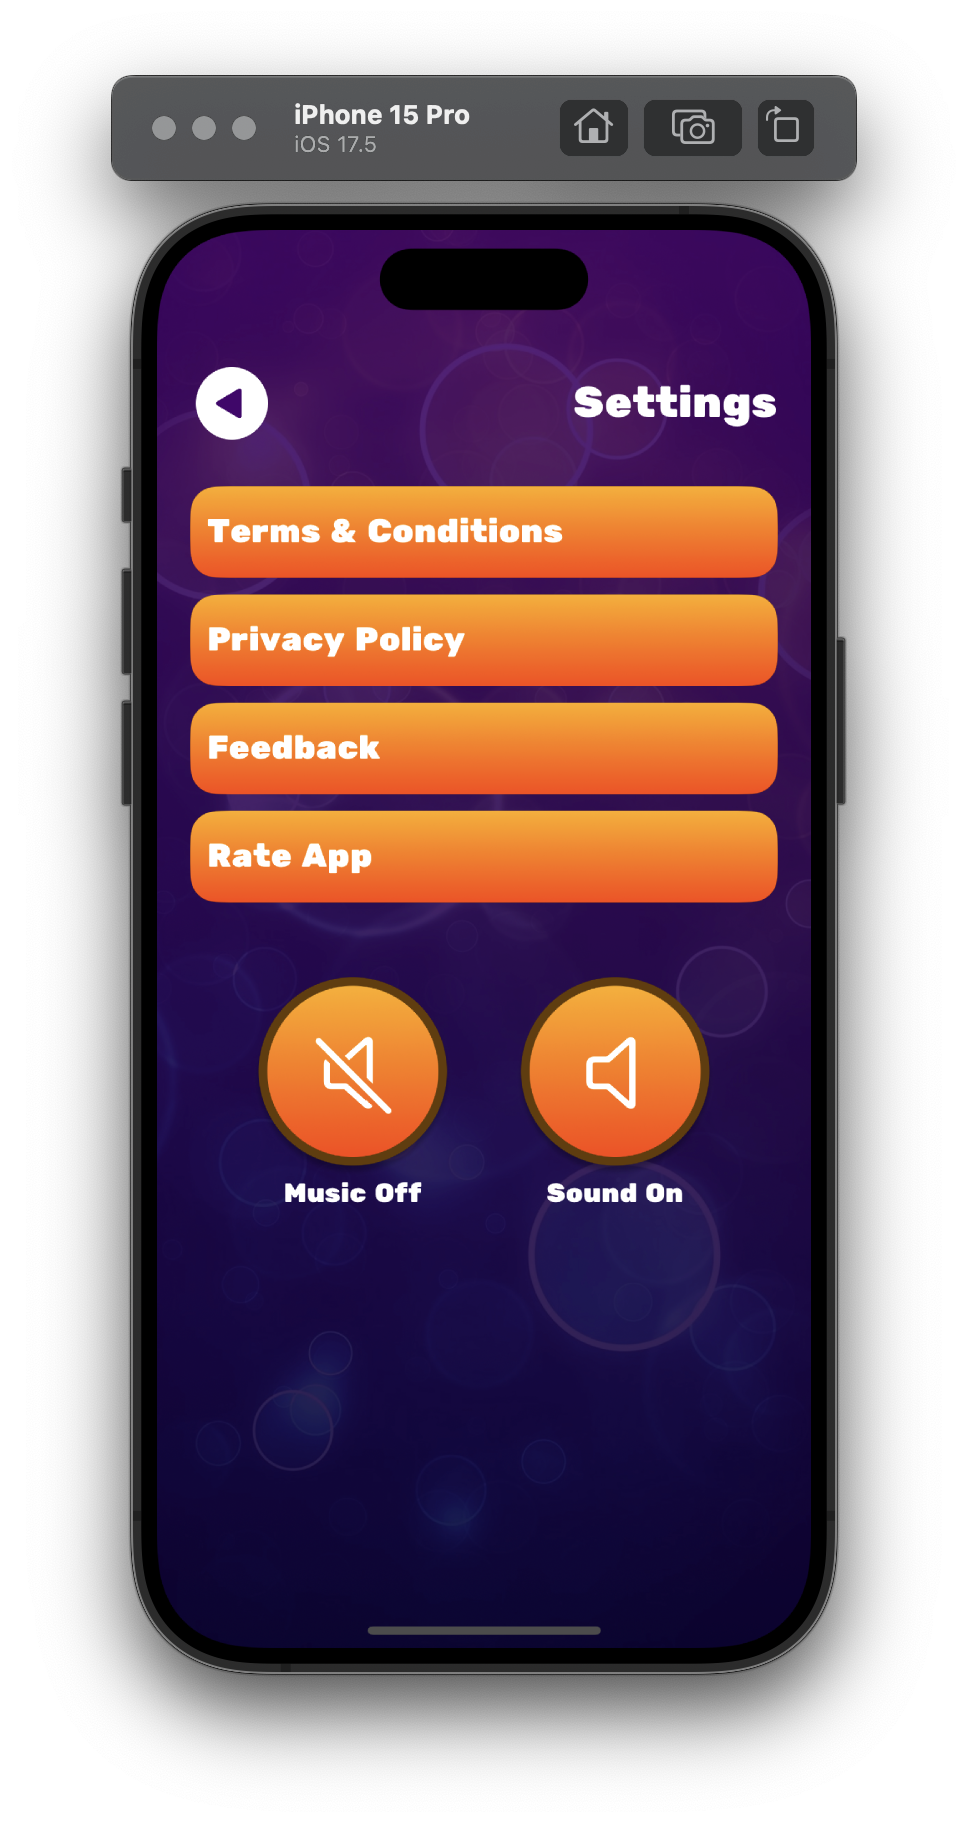 iPhone 15 Pro
iOS 17.5
Settings
Terms & Conditions
Privacy Policy
Feedback
Rate App
Music Off
Sound On